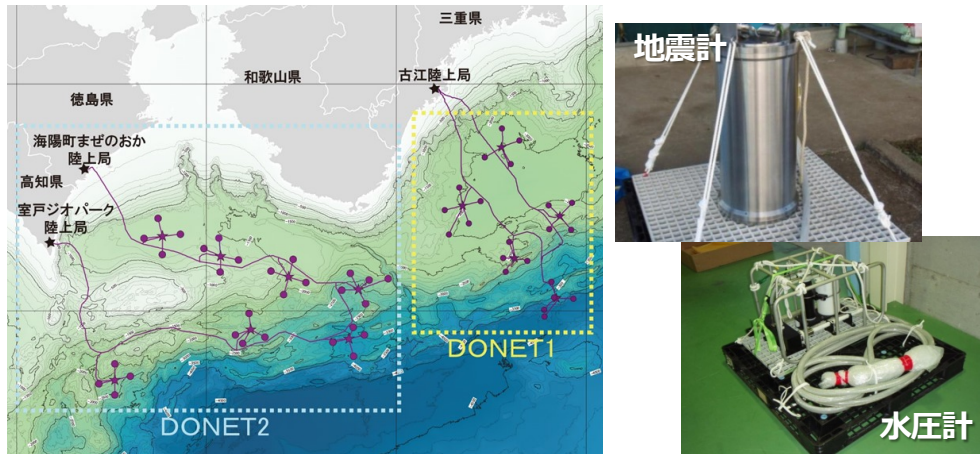 三重県
古江陸上局
和歌山県
徳島県
海陽町まぜのおか
陸上局
高知県
室戸ジオパーク
陸上局
DONET1
DONET2
地震計
水圧計